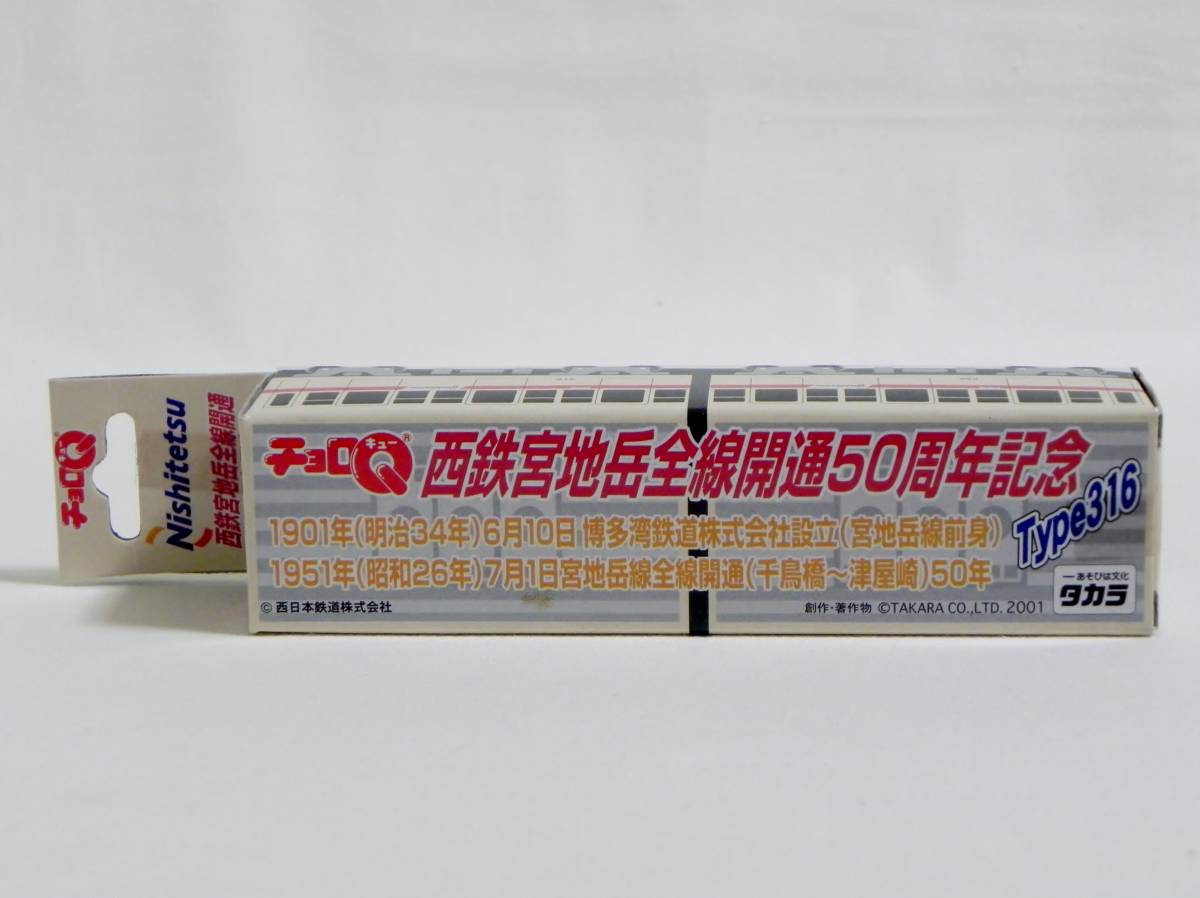 チョロQ®
キュー
Nishitetsu
西鉄宮地岳全線開通
チョロQ®
キュー
西鉄宮地岳全線開通50周年記念
Type316
1901年(明治34年)6月10日 博多湾鉄道株式会社設立(宮地岳線前身)
1951年(昭和26年)7月1日宮地岳線全線開通(千鳥橋～津屋崎)50年
©西日本鉄道株式会社
創作・著作物 ©TAKARA CO.,LTD. 2001
あそびは文化
タカラ